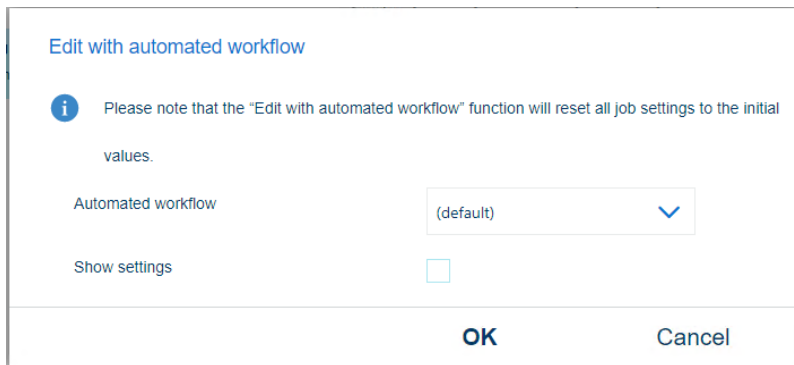 Edit with automated workflow
Please note that the “Edit with automated workflow” function will reset all job settings to the initial
values.
Automated workflow
(default)
Show settings
OK
Cancel